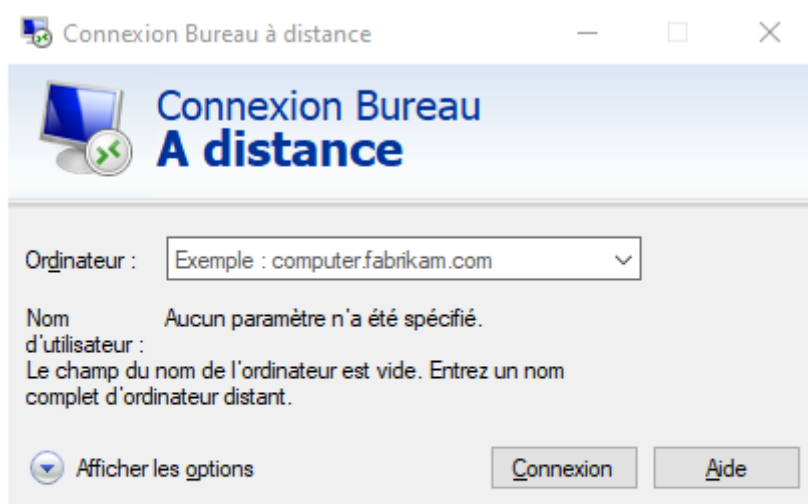 Connexion Bureau à distance
Connexion Bureau
A distance
Ordinateur :
Exemple : computer.fabrikam.com
Nom d'utilisateur :
Aucun paramètre n'a été spécifié.
Le champ du nom de l'ordinateur est vide. Entrez un nom
complet d'ordinateur distant.
Afficher les options
Connexion
Aide